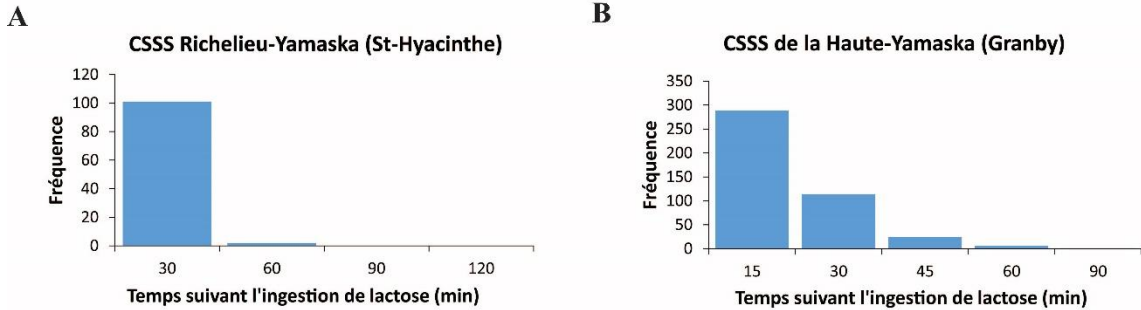 A
CSSS Richelieu-Yamaska (St-Hyacinthe)
Fréquence
120
100
80
60
40
20
0
30 60 90 120
Temps suivant l'ingestion de lactose (min)
B
CSSS de la Haute-Yamaska (Granby)
Fréquence
350
300
250
200
150
100
50
0
15 30 45 60 90
Temps suivant l'ingestion de lactose (min)